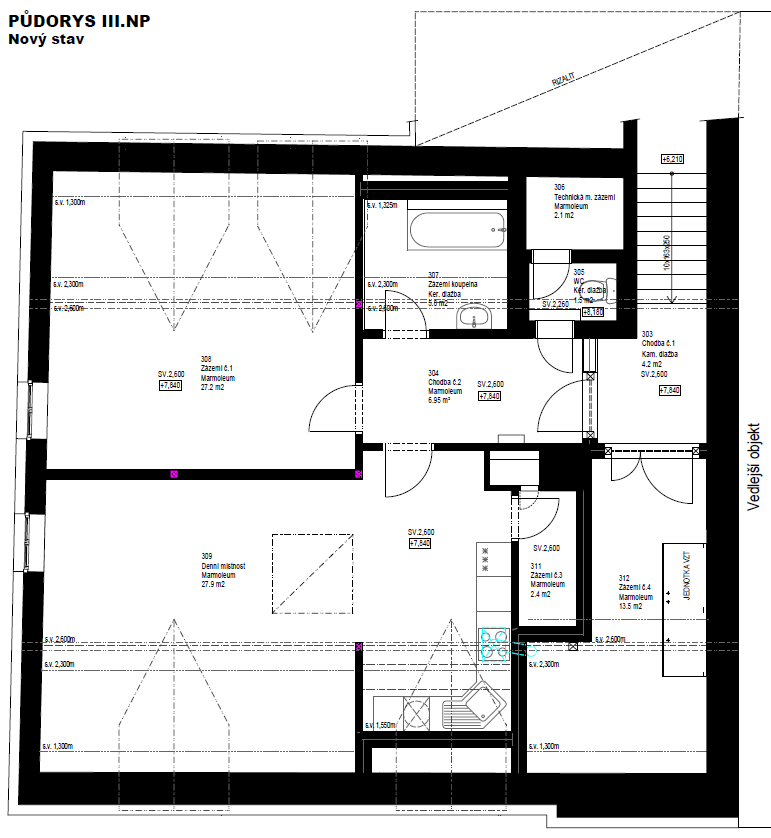 PŮDORYS III.NP
Nový stav
RIZALIT
+6,210
10x163x250
306
Technická m. zázemí
Marmoleum
2.1 m2
s.v. 1,300m
s.v. 1,325m
305
WC
Ker. dlažba
307
Zázemí koupelna
Ker. dlažba
s.v. 2,300m
s.v. 2,300m
SV.2,260
+8,180
s.v. 2,600m
303
Chodba č.1
Kam. dlažba
4.2 m2
SV.2,600
+7,840
308
Zázemí č.1
Marmoleum
27.2 m2
SV.2,600
+7,840
304
Chodba č.2
Marmoleum
6.95 m²
SV.2,600
+7,840
Vedlejší objekt
SV.2,600
+7,840
SV.2,600
309
Denní místnost
Marmoleum
27.9 m2
311
Zázemí č.3
Marmoleum
2.4 m2
312
Zázemí č.4
Marmoleum
13.5 m2
JEDNOTKA VZT
s.v. 2,600m
s.v. 2,600m
s.v. 2,300m
s.v. 2,300m
s.v. 1,550m
s.v. 1,300m
s.v. 1,300m